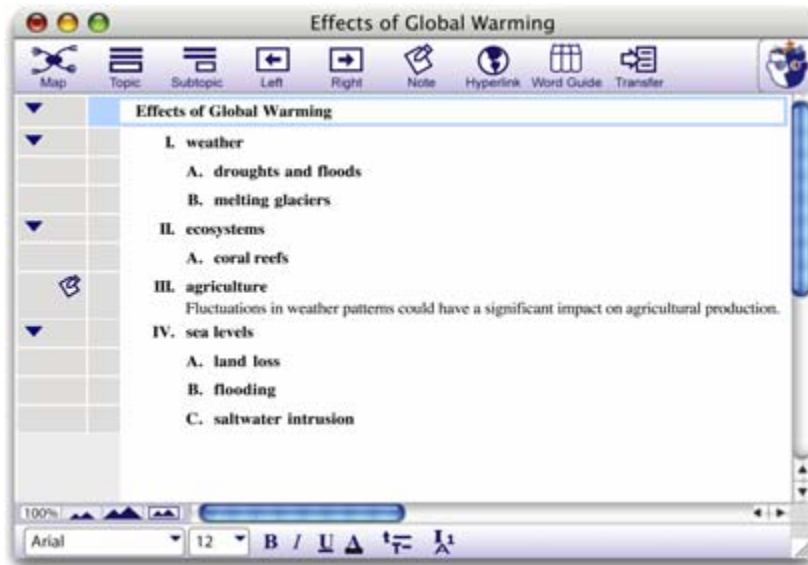 Effects of Global Warming
Map Topic Subtopic Left Right Note Hyperlink Word Guide Transfer
Effects of Global Warming
I. weather
A. droughts and floods
B. melting glaciers
II. ecosystems
A. coral reefs
III. agriculture
Fluctuations in weather patterns could have a significant impact on agricultural production.
IV. sea levels
A. land loss
B. flooding
C. saltwater intrusion
100%
Arial 12 B I U A